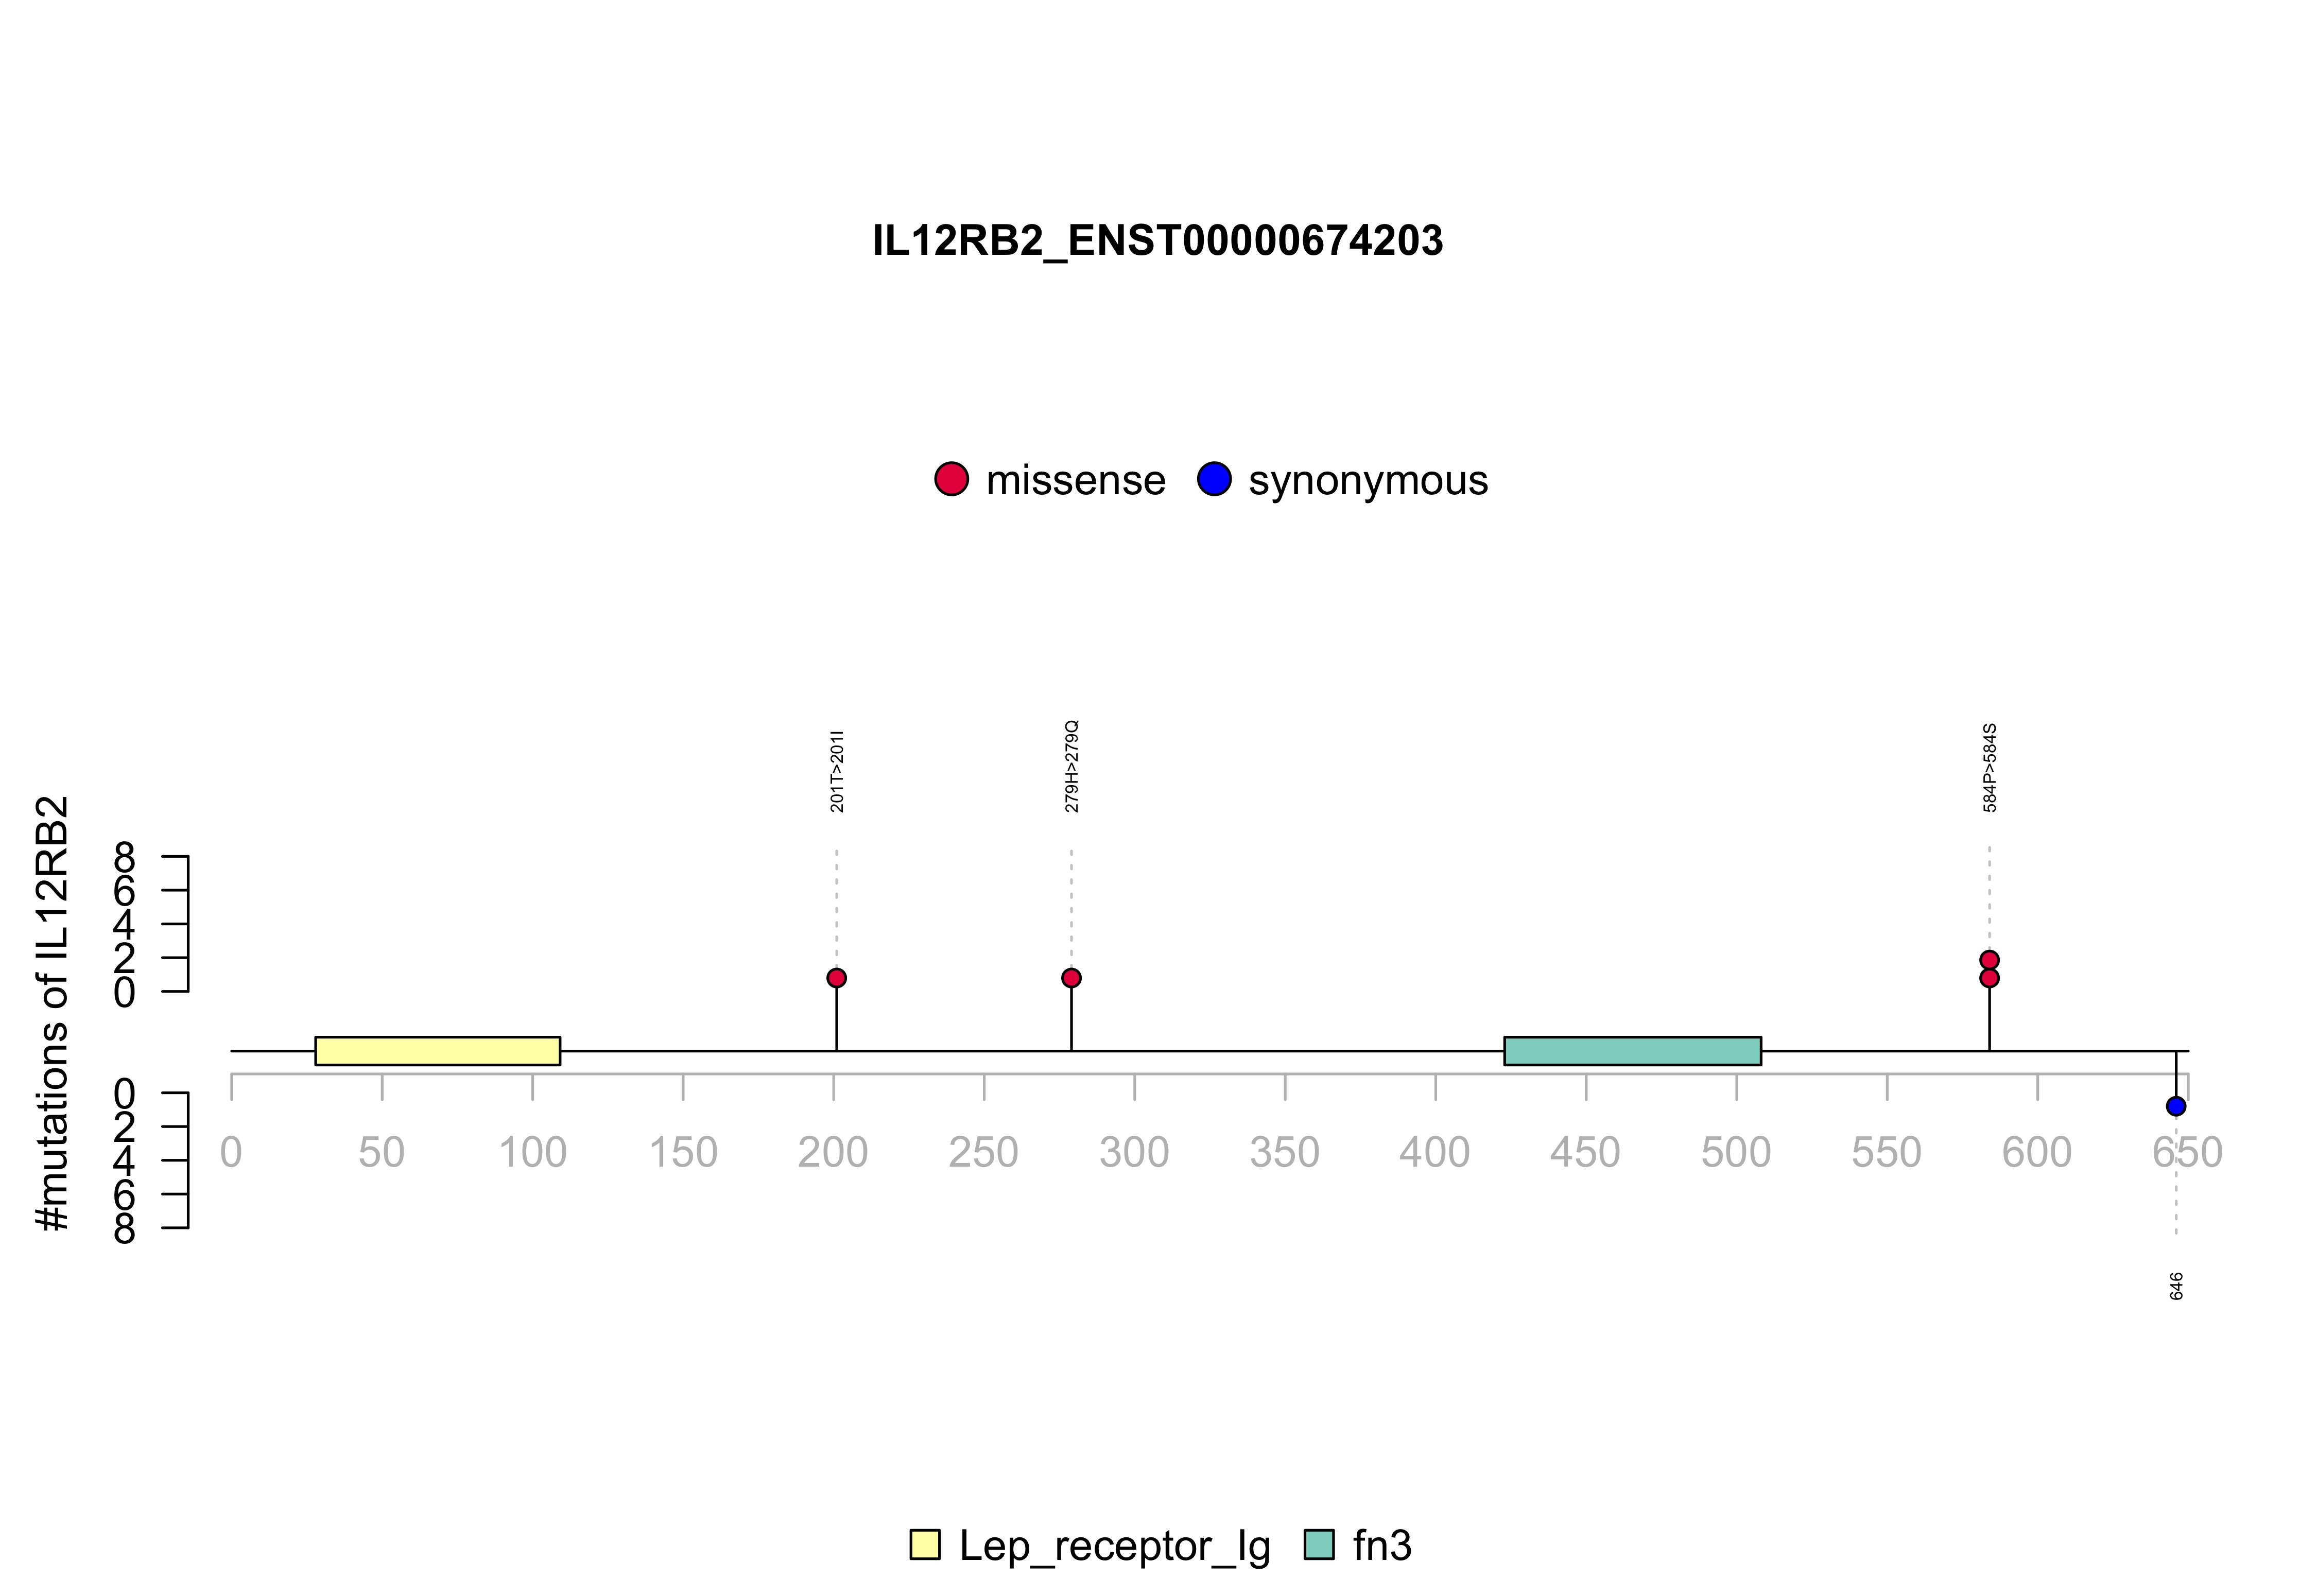 IL12RB2_ENST00000674203
missense synonymous
201T>201I
279H>279Q
584P>584S
#mutations of IL12RB2
8
6
4
2
0
0
2
4
6
8
0 50 100 150 200 250 300 350 400 450 500 550 600 650
646
Lep_receptor_Ig fn3